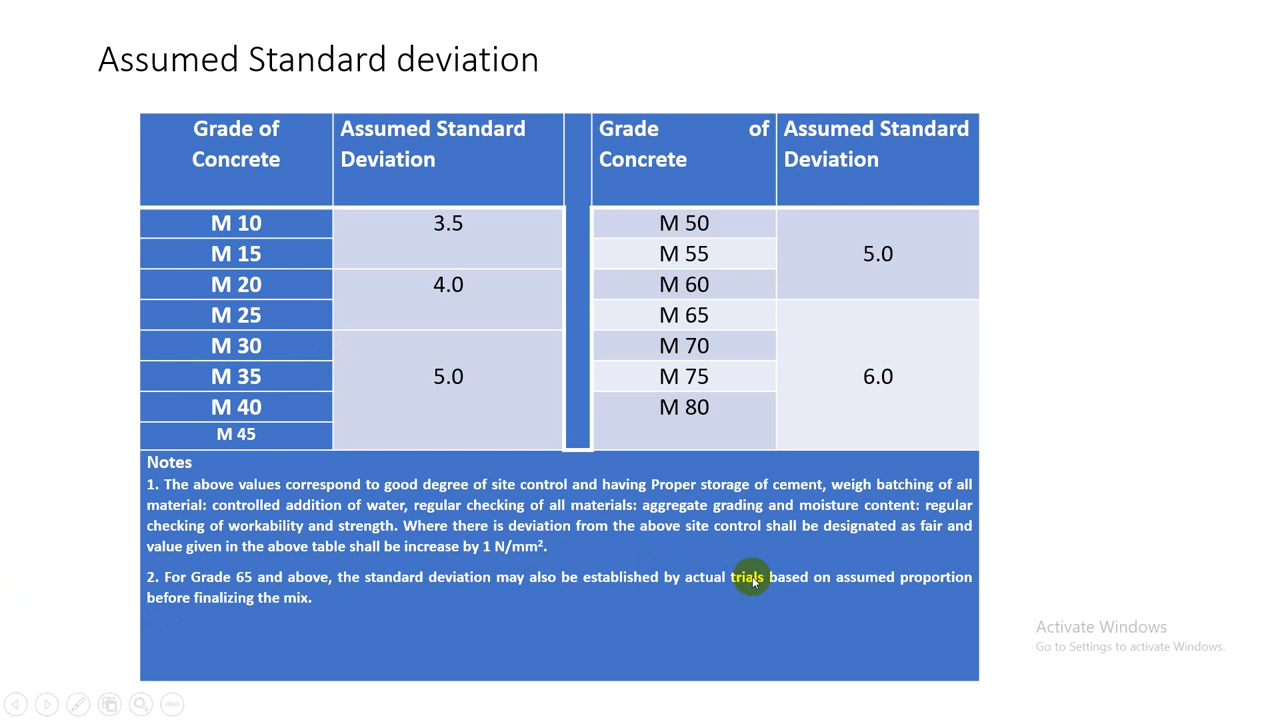 Assumed Standard deviation
Grade of Concrete
Assumed Standard Deviation
Grade of Concrete
Assumed Standard Deviation
M 10
3.5
M 50
5.0
M 15
M 55
M 20
4.0
M 60
M 25
M 65
6.0
M 30
5.0
M 70
M 35
M 75
M 40
M 80
M 45
Notes
1. The above values correspond to good degree of site control and having Proper storage of cement, weigh batching of all
material: controlled addition of water, regular checking of all materials: aggregate grading and moisture content: regular
checking of workability and strength. Where there is deviation from the above site control shall be designated as fair and
value given in the above table shall be increase by 1 N/mm².
2. For Grade 65 and above, the standard deviation may also be established by actual trials based on assumed proportion
before finalizing the mix.
Activate Windows
Go to Settings to activate Windows.